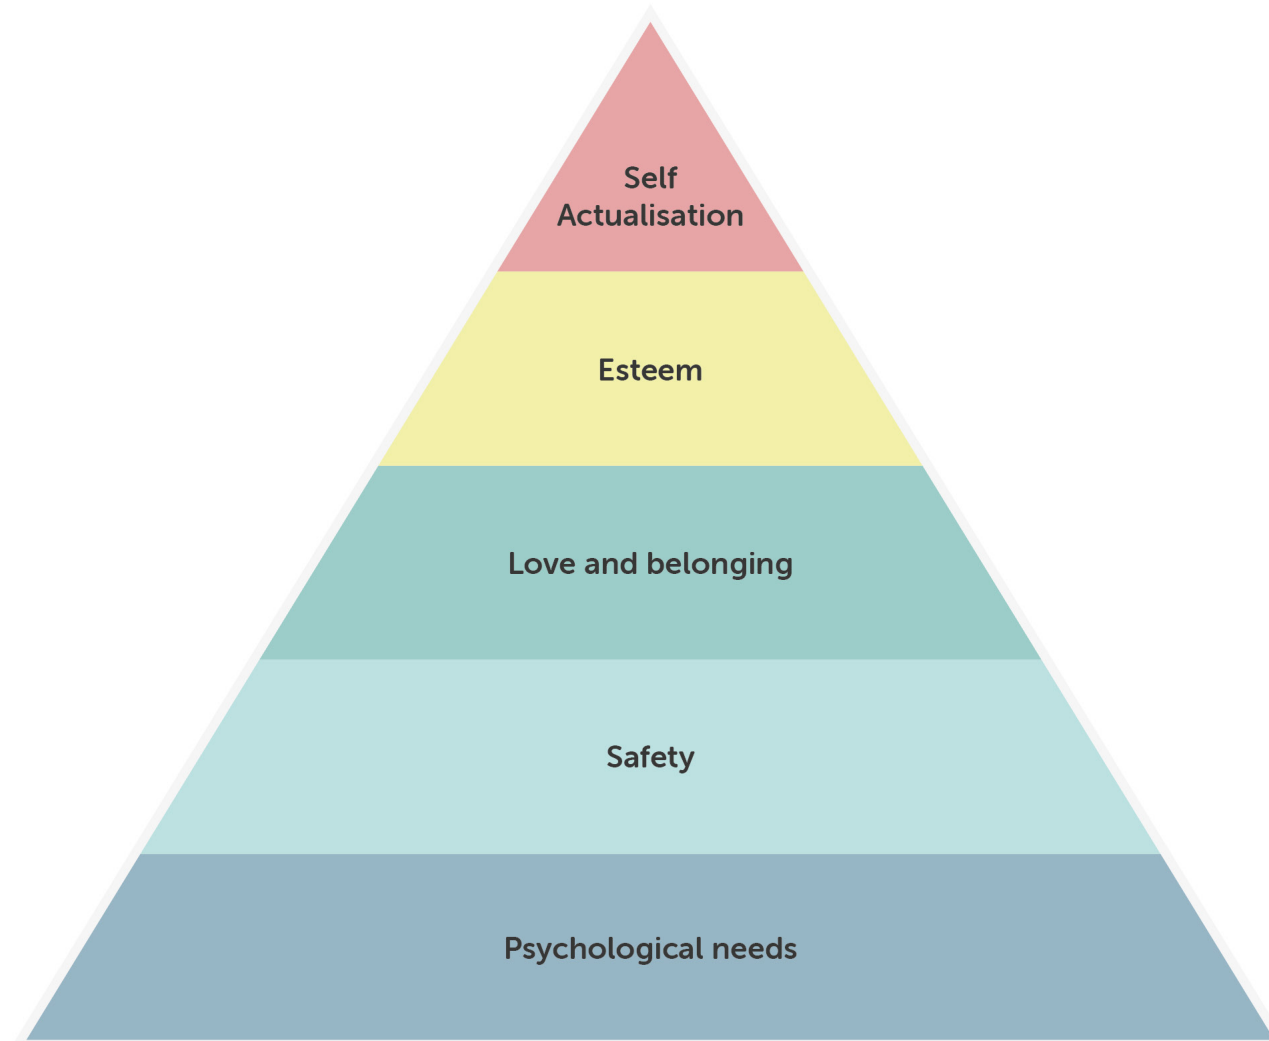 Self
Actualisation
Esteem
Love and belonging
Safety
Psychological needs